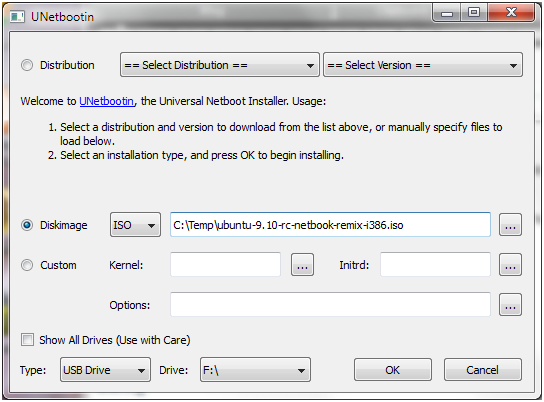 UNetbootin
Distribution == Select Distribution == == Select Version ==
Welcome to UNetbootin, the Universal Netboot Installer. Usage:
1. Select a distribution and version to download from the list above, or manually specify files to
load below.
2. Select an installation type, and press OK to begin installing.
Diskimage ISO C:\Temp\ubuntu-9.10-rc-netbook-remix-i386.iso ...
Custom Kernel: ... Initrd: ...
Options: ...
Show All Drives (Use with Care)
Type: USB Drive Drive: F:\ OK Cancel